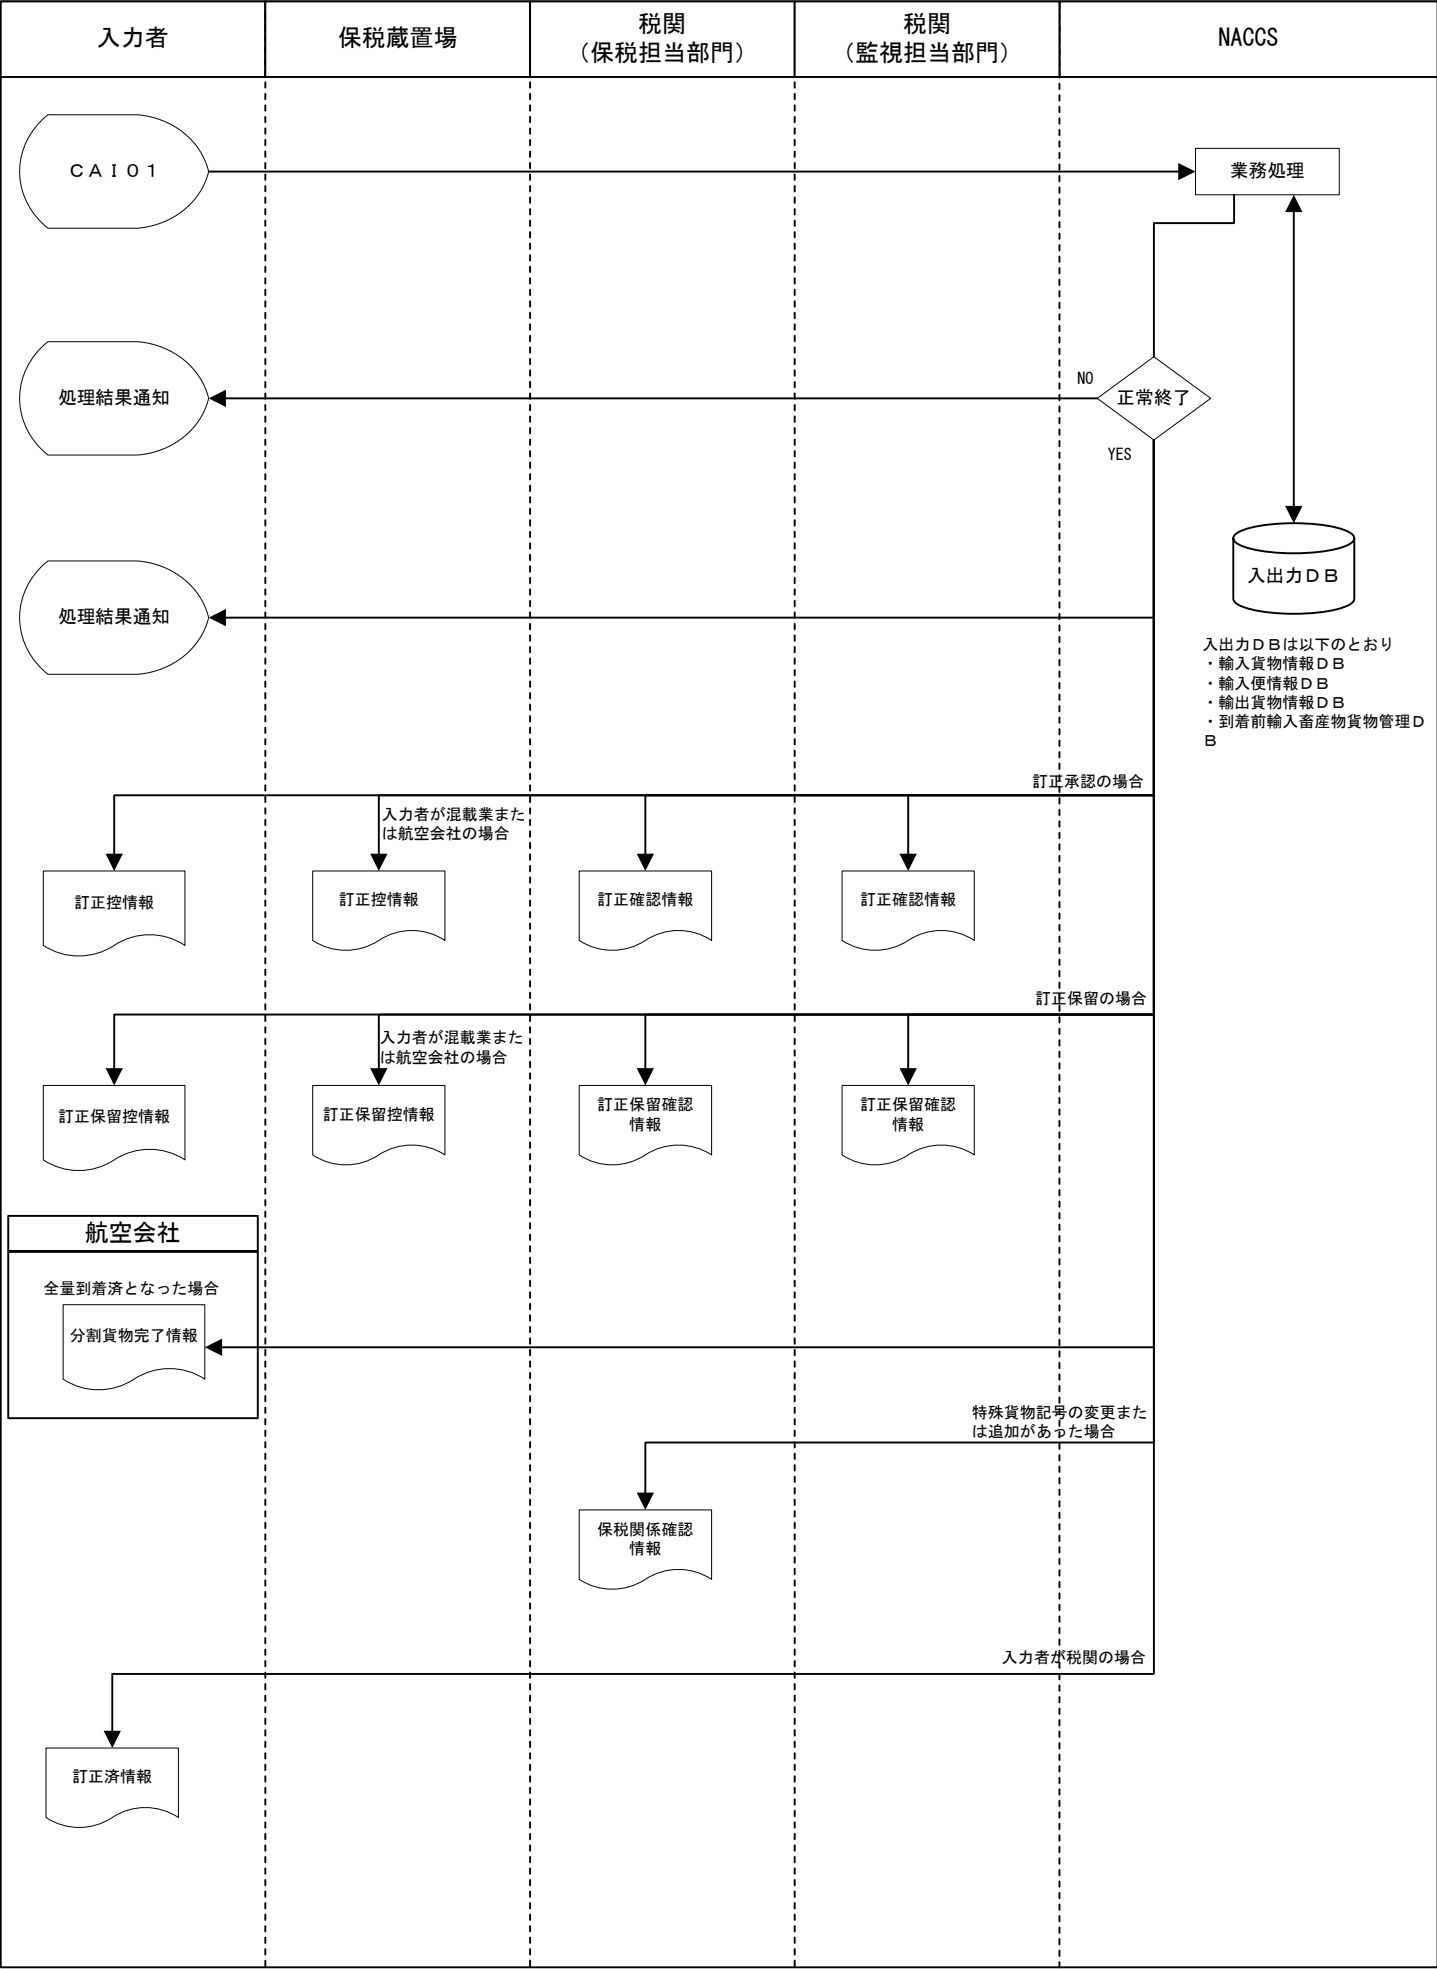 入力者
保税蔵置場
税関
（保税担当部門）
税関
（監視担当部門）
NACCS
ＣＡＩ０１
業務処理
処理結果通知
NO
正常終了
YES
入出力ＤＢ
処理結果通知
入出力ＤＢは以下のとおり
・輸入貨物情報ＤＢ
・輸入便情報ＤＢ
・輸出貨物情報ＤＢ
・到着前輸入畜産物貨物管理Ｄ
Ｂ
訂正承認の場合
入力者が混載業また
は航空会社の場合
訂正控情報
訂正控情報
訂正確認情報
訂正確認情報
訂正保留の場合
入力者が混載業また
は航空会社の場合
訂正保留控情報
訂正保留控情報
訂正保留確認
情報
訂正保留確認
情報
航空会社
全量到着済となった場合
分割貨物完了情報
特殊貨物記号の変更また
は追加があった場合
保税関係確認
情報
入力者が税関の場合
訂正済情報